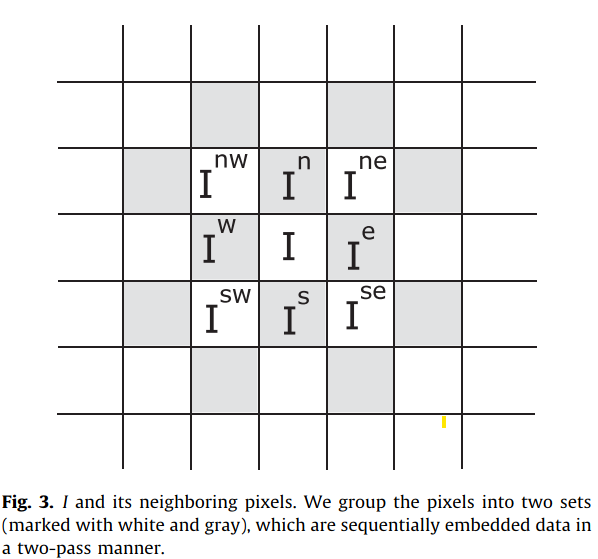 I^nw I^n I^ne
I^w I I^e
I^sw I^s I^se
Fig. 3. I and its neighboring pixels. We group the pixels into two sets
(marked with white and gray), which are sequentially embedded data in
a two-pass manner.